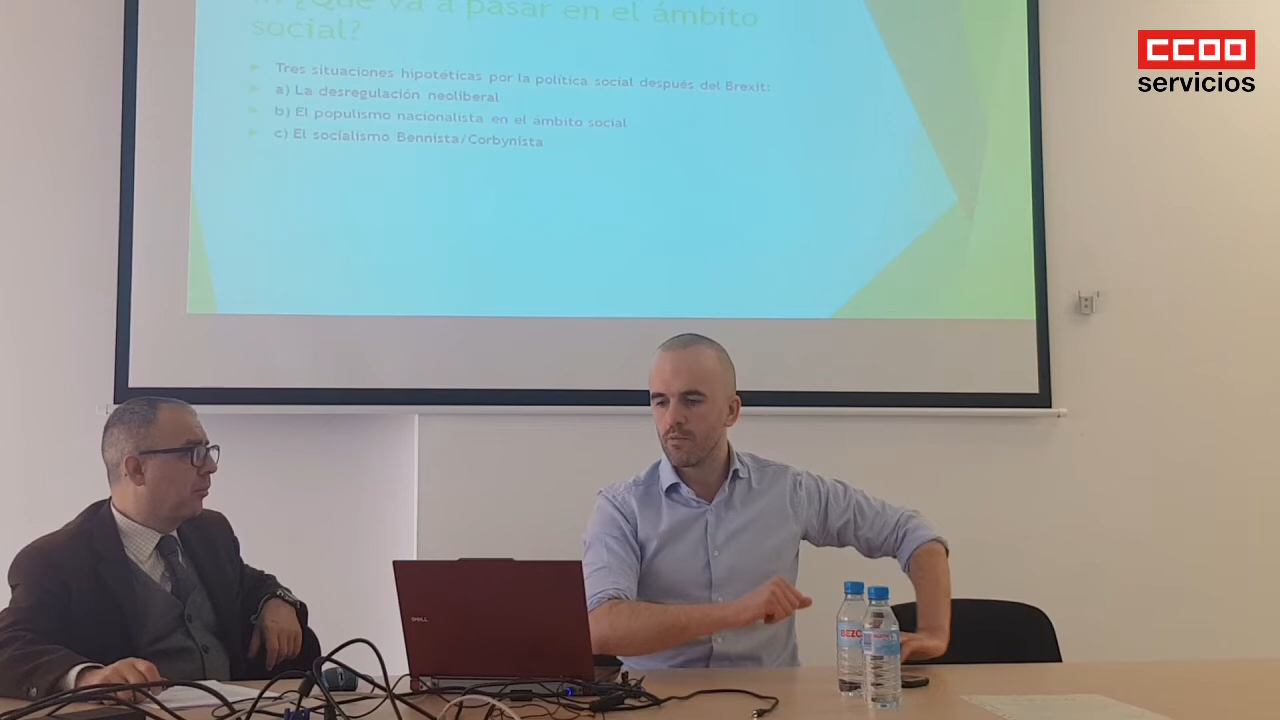 ¿Qué va a pasar en el ámbito
social?
Tres situaciones hipotéticas por la política social después del Brexit:
a) La desregulación neoliberal
b) El populismo nacionalista en el ámbito social
c) El socialismo Bennista/Corbynista
CCOO
servicios
DELL